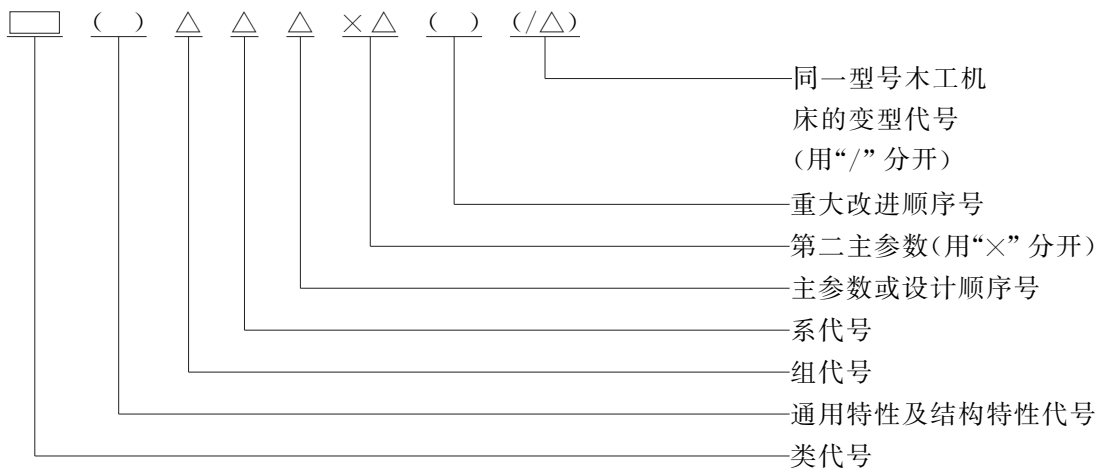 □ ( ) △ △ △ ×△ ( ) (/△)
同一型号木工机
床的变型代号
(用“/”分开)
重大改进顺序号
第二主参数(用“×”分开)
主参数或设计顺序号
系代号
组代号
通用特性及结构特性代号
类代号